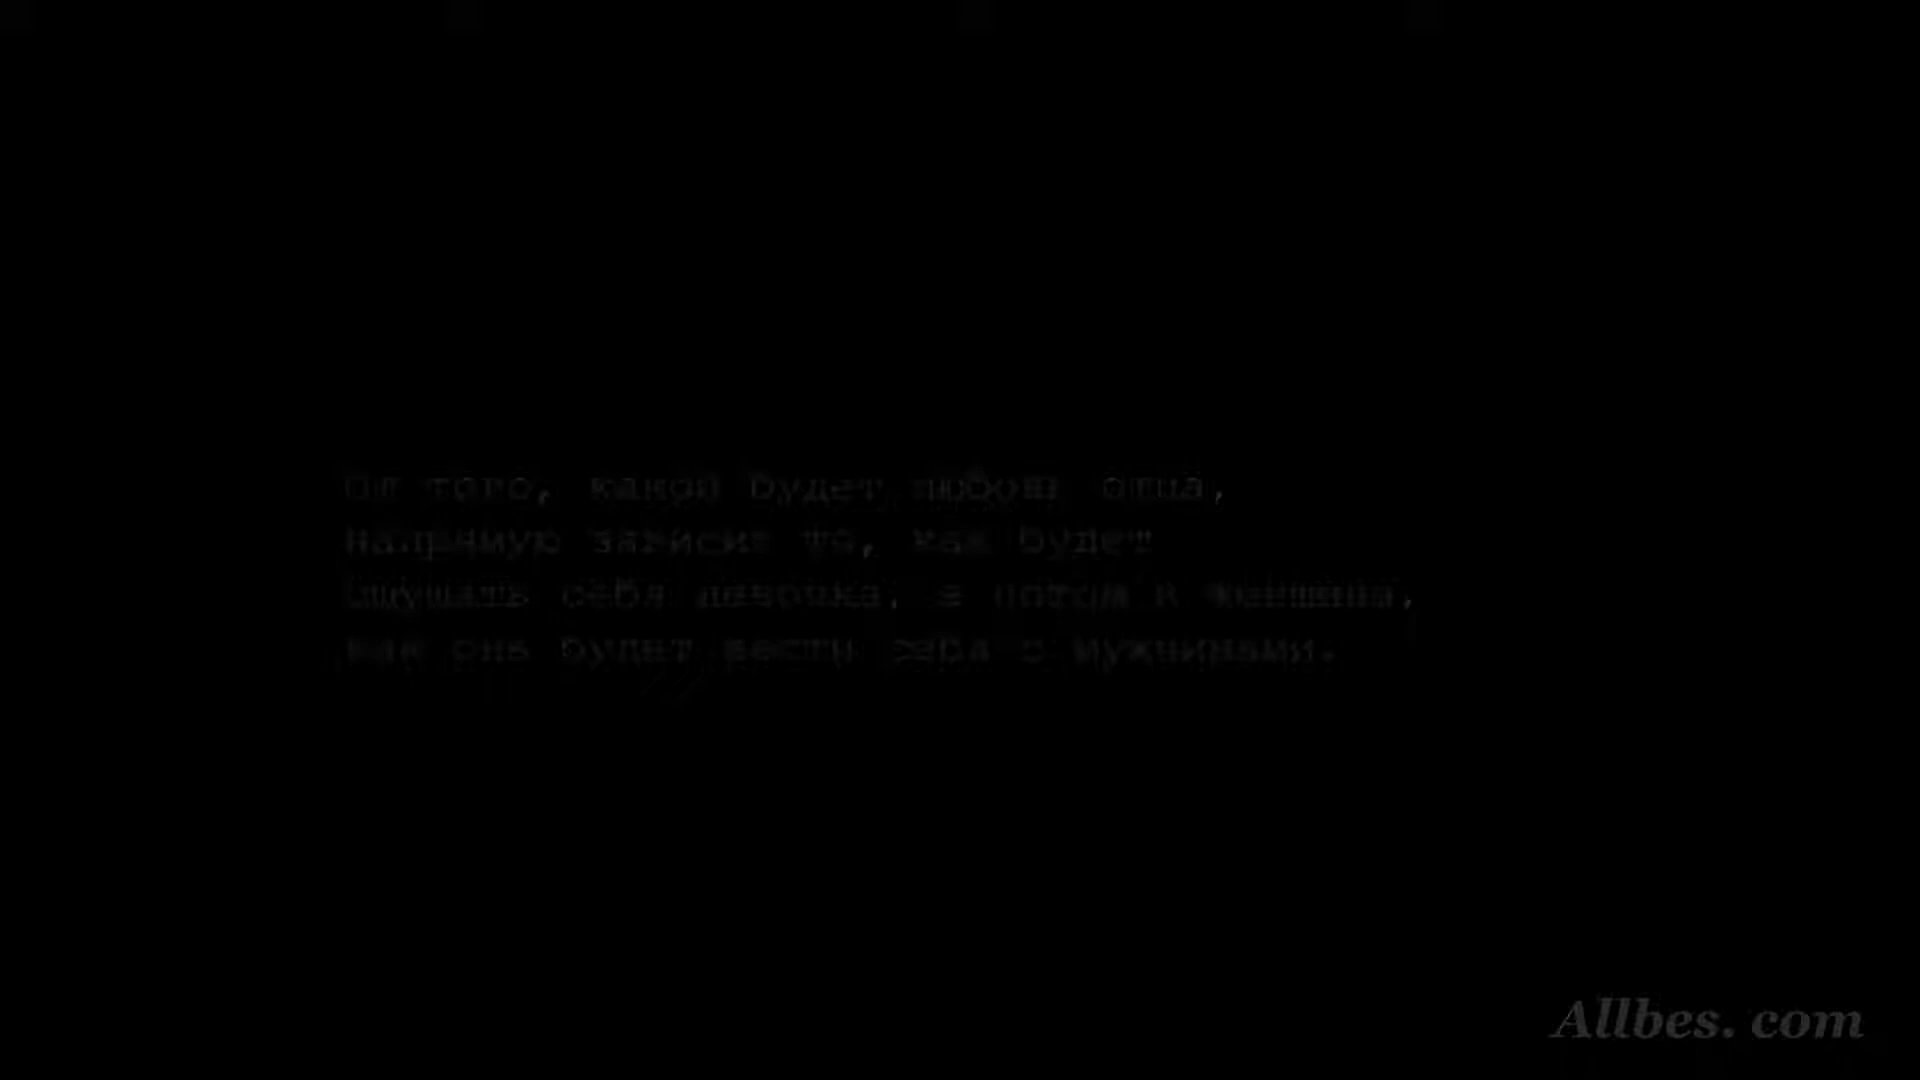 От того, какой будет любовь отца,
напрямую зависит то, как будет
ощущать себя девочка, а потом и женщина,
как она будет вести себя с мужчинами.
Allbes. com